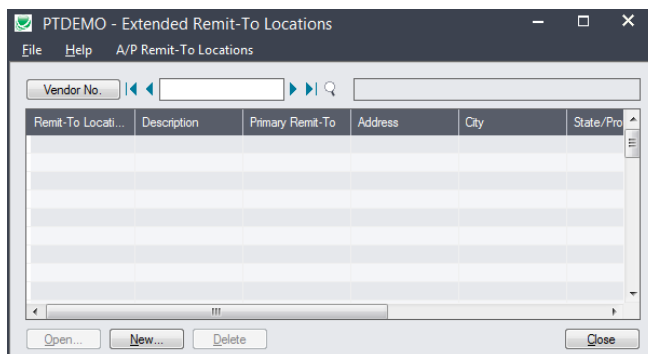 PTDEMO - Extended Remit-To Locations
File Help A/P Remit-To Locations
Vendor No.
Remit-To Locati... Description Primary Remit-To Address City State/Pro
Open... New... Delete Close